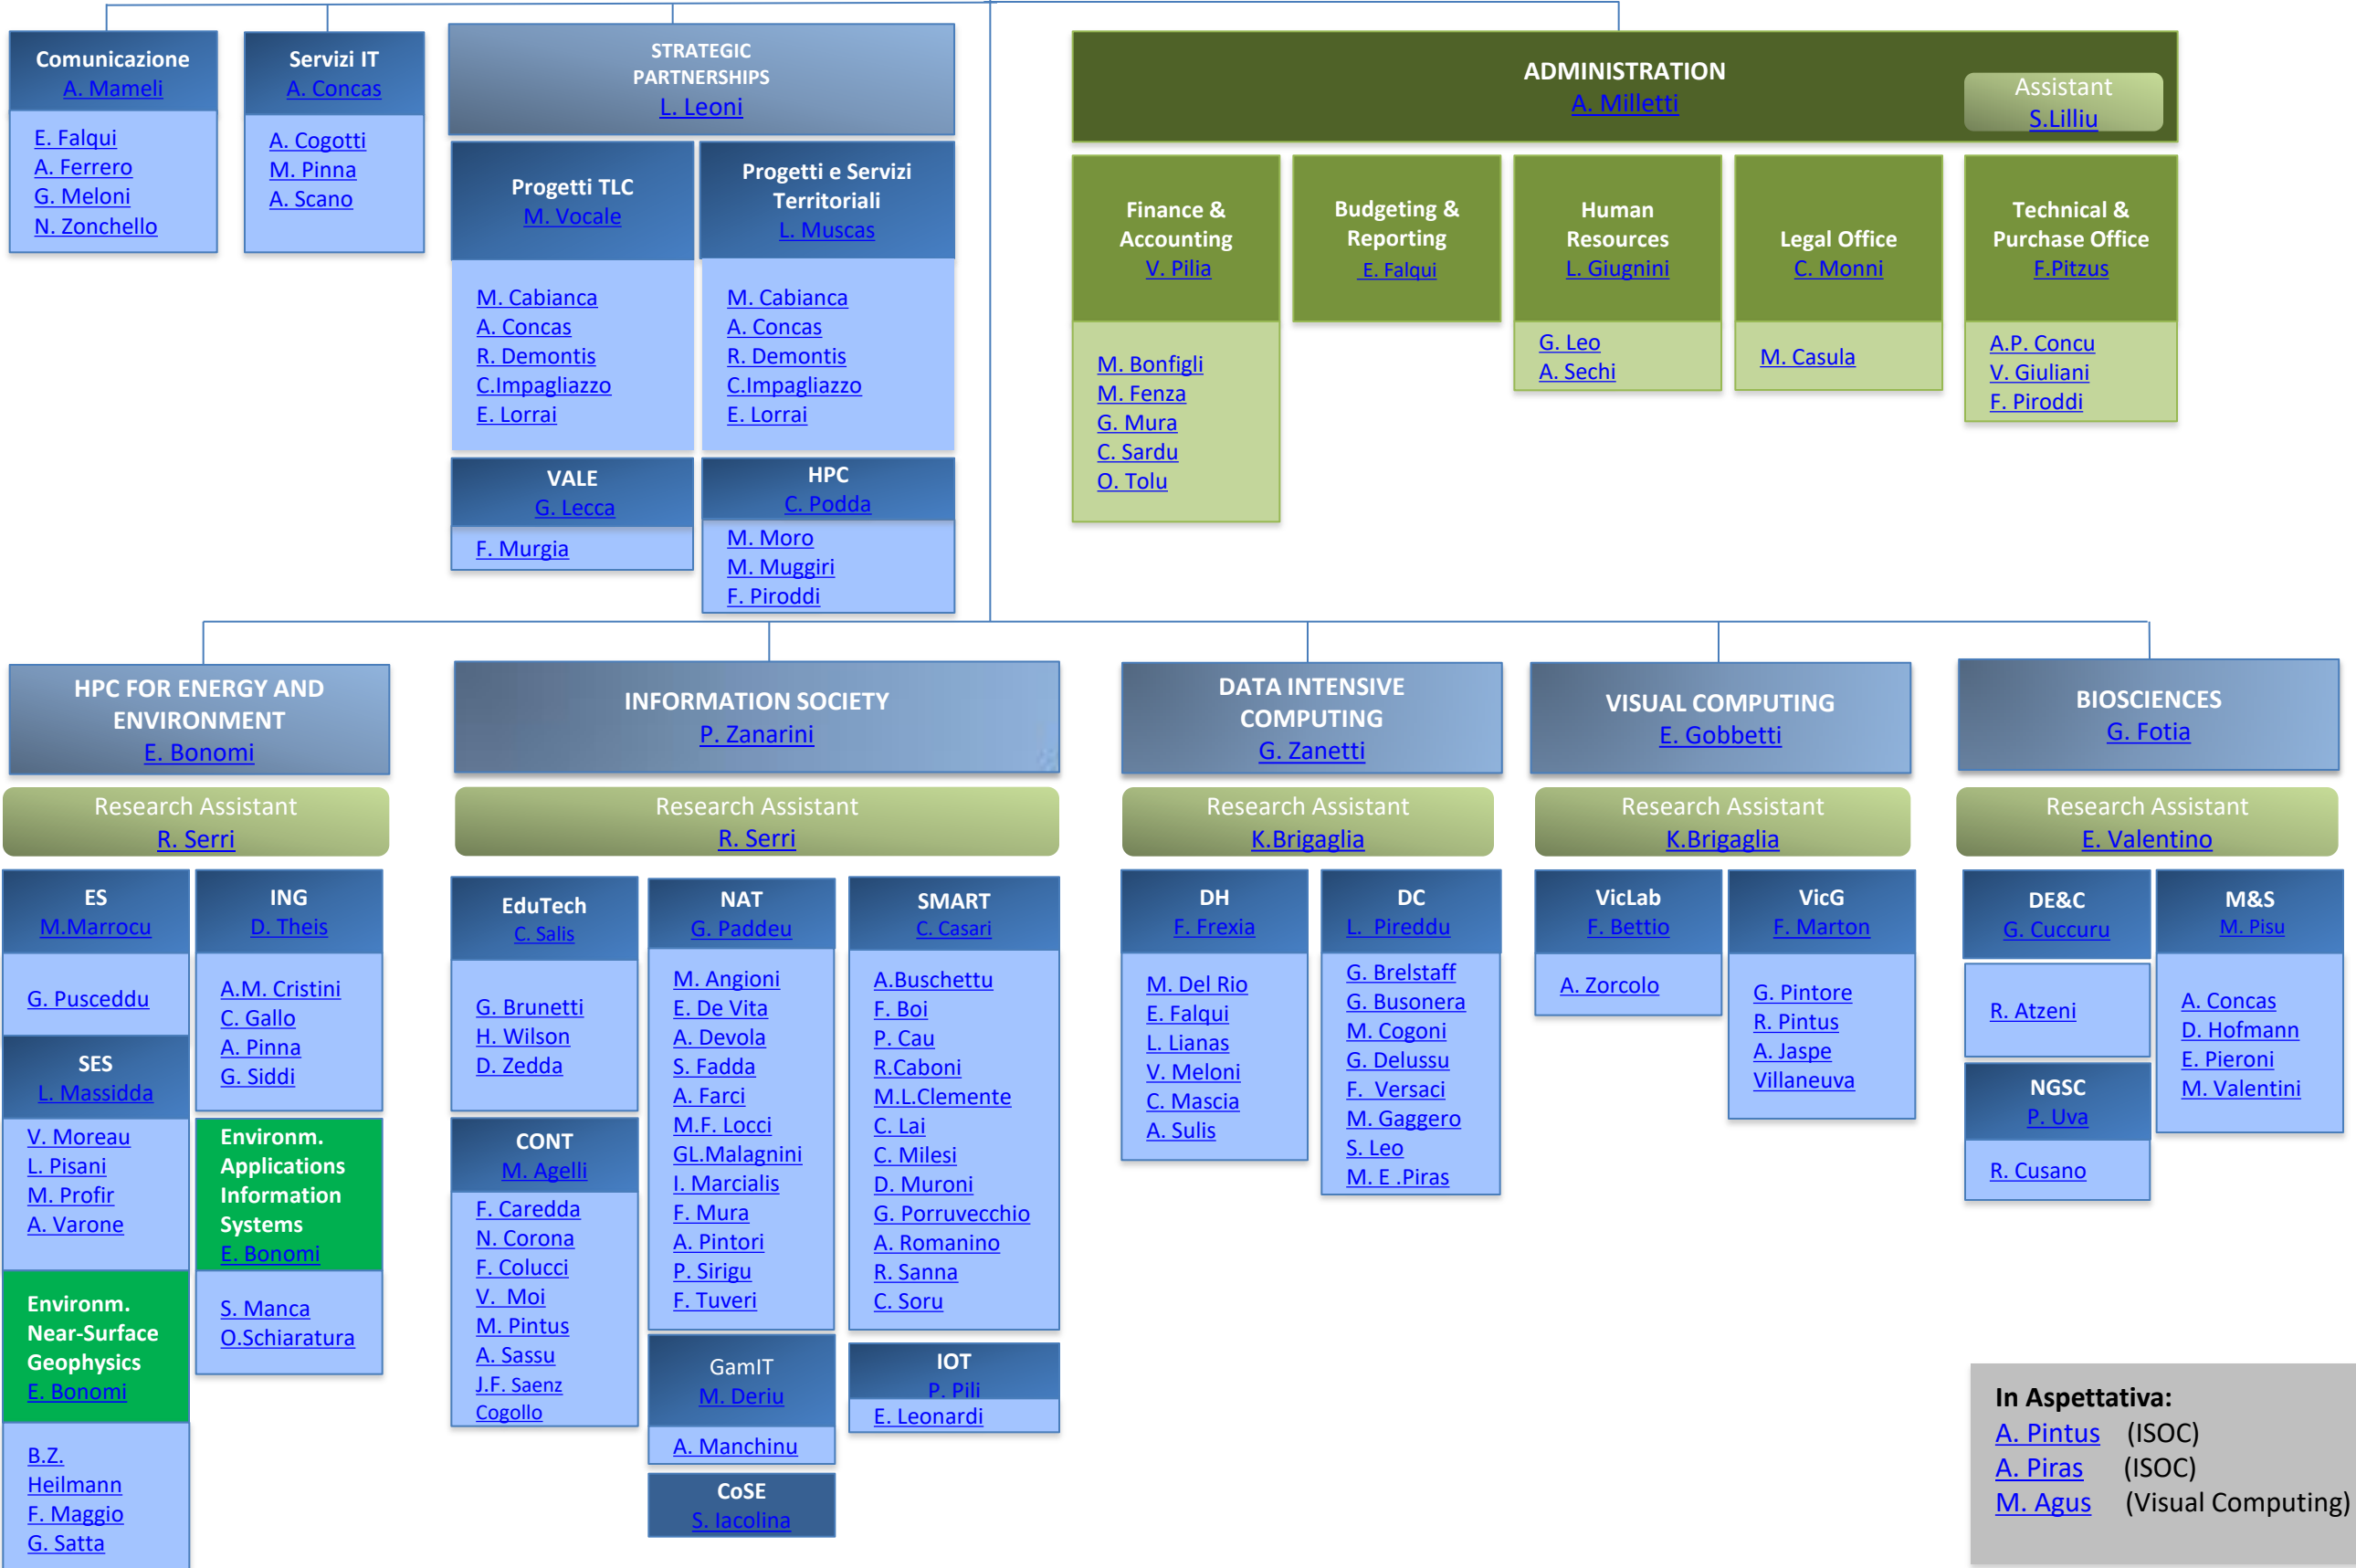 Comunicazione
A. Mameli
E. Falqui
A. Ferrero
G. Meloni
N. Zonchello
Servizi IT
A. Concas
A. Cogotti
M. Pinna
A. Scano
STRATEGIC
PARTNERSHIPS
L. Leoni
Progetti TLC
M. Vocale
M. Cabianca
A. Concas
R. Demontis
C.Impagliazzo
E. Lorrai
Progetti e Servizi
Territoriali
L. Muscas
M. Cabianca
A. Concas
R. Demontis
C.Impagliazzo
E. Lorrai
VALE
G. Lecca
F. Murgia
HPC
C. Podda
M. Moro
M. Muggiri
F. Piroddi
ADMINISTRATION
A. Milletti
Assistant
S.Lilliu
Finance &
Accounting
V. Pilia
M. Bonfigli
M. Fenza
G. Mura
C. Sardu
O. Tolu
Budgeting &
Reporting
E. Falqui
Human
Resources
L. Giugnini
G. Leo
A. Sechi
Legal Office
C. Monni
M. Casula
Technical &
Purchase Office
F.Pitzus
A.P. Concu
V. Giuliani
F. Piroddi
HPC FOR ENERGY AND
ENVIRONMENT
E. Bonomi
Research Assistant
R. Serri
ES
M.Marrocu
G. Pusceddu
SES
L. Massidda
V. Moreau
L. Pisani
M. Profir
A. Varone
Environm.
Near-Surface
Geophysics
E. Bonomi
B.Z.
Heilmann
F. Maggio
G. Satta
ING
D. Theis
A.M. Cristini
C. Gallo
A. Pinna
G. Siddi
Environm.
Applications
Information
Systems
E. Bonomi
S. Manca
O.Schiaratura
INFORMATION SOCIETY
P. Zanarini
Research Assistant
R. Serri
EduTech
C. Salis
G. Brunetti
H. Wilson
D. Zedda
CONT
M. Agelli
F. Caredda
N. Corona
F. Colucci
V. Moi
M. Pintus
A. Sassu
J.F. Saenz
Cogollo
NAT
G. Paddeu
M. Angioni
E. De Vita
A. Devola
S. Fadda
A. Farci
M.F. Locci
GL.Malagnini
I. Marcialis
F. Mura
A. Pintori
P. Sirigu
F. Tuveri
GamIT
M. Deriu
A. Manchinu
CoSE
S. Iacolina
SMART
C. Casari
A.Buschettu
F. Boi
P. Cau
R.Caboni
M.L.Clemente
C. Lai
C. Milesi
D. Muroni
G. Porruvecchio
A. Romanino
R. Sanna
C. Soru
IOT
P. Pili
E. Leonardi
DATA INTENSIVE
COMPUTING
G. Zanetti
Research Assistant
K.Brigaglia
DH
F. Frexia
M. Del Rio
E. Falqui
L. Lianas
V. Meloni
C. Mascia
A. Sulis
DC
L. Pireddu
G. Brelstaff
G. Busonera
M. Cogoni
G. Delussu
F. Versaci
M. Gaggero
S. Leo
M. E .Piras
VISUAL COMPUTING
E. Gobbetti
Research Assistant
K.Brigaglia
VicLab
F. Bettio
A. Zorcolo
VicG
F. Marton
G. Pintore
R. Pintus
A. Jaspe
Villaneuva
BIOSCIENCES
G. Fotia
Research Assistant
E. Valentino
DE&C
G. Cuccuru
R. Atzeni
NGSC
P. Uva
R. Cusano
M&S
M. Pisu
A. Concas
D. Hofmann
E. Pieroni
M. Valentini
In Aspettativa:
A. Pintus (ISOC)
A. Piras (ISOC)
M. Agus (Visual Computing)